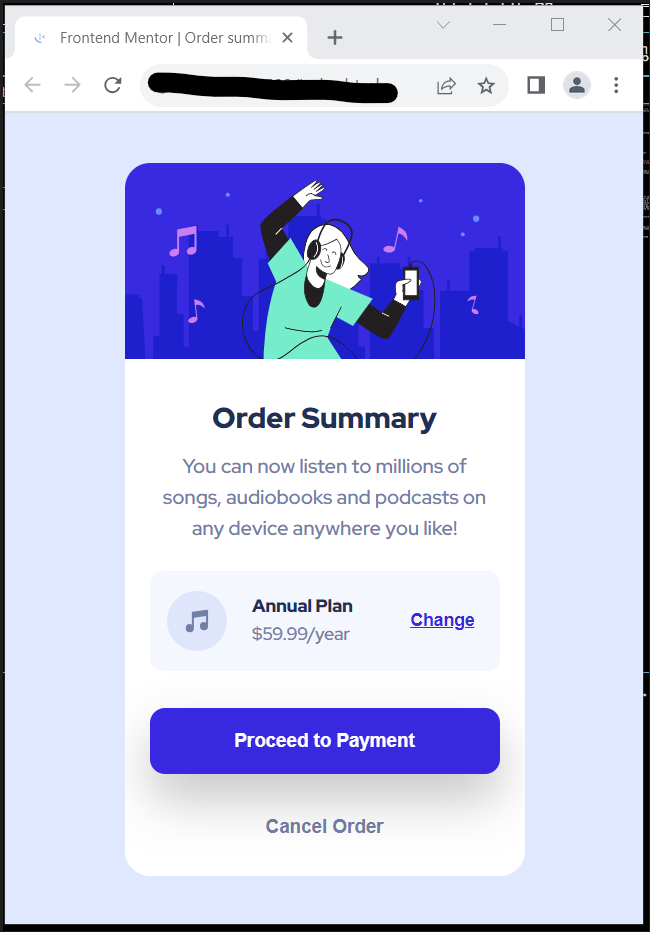 Frontend Mentor | Order summa
Order Summary
You can now listen to millions of
songs, audiobooks and podcasts on
any device anywhere you like!
Annual Plan
$59.99/year
Change
Proceed to Payment
Cancel Order